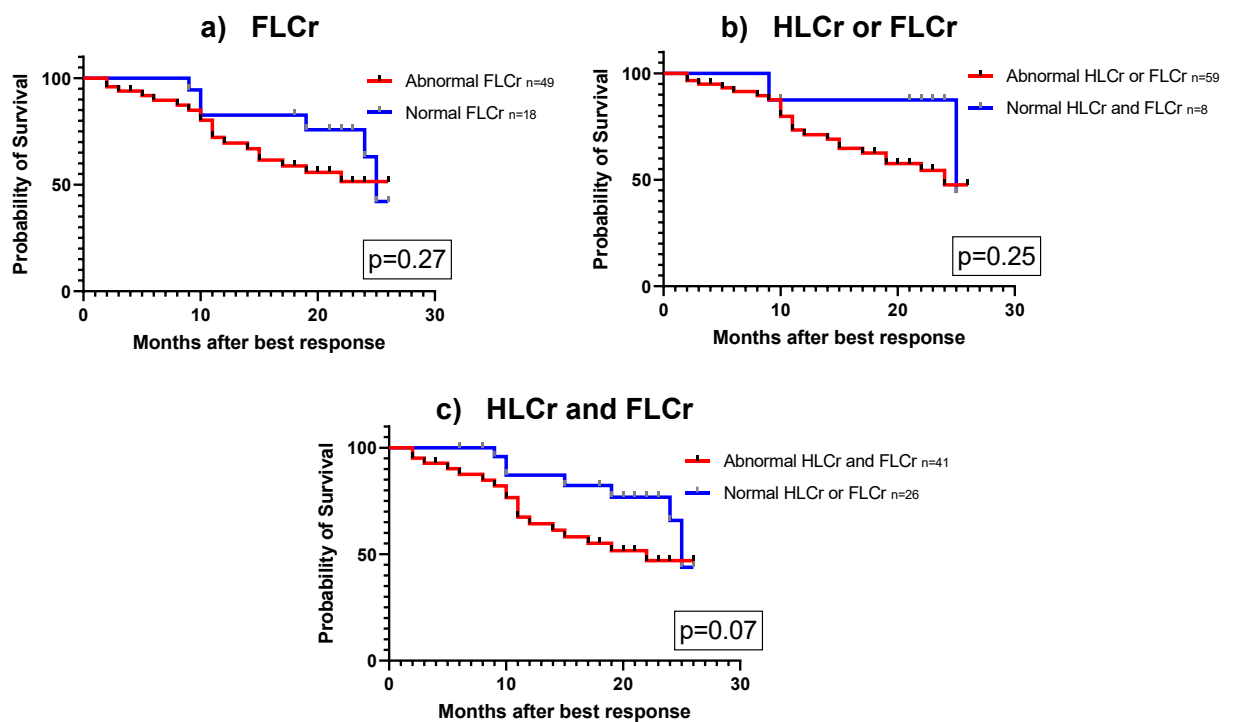 a) FLCr
Probability of Survival
100
50
0
0 10 20 30
Months after best response
Abnormal FLCr n=49
Normal FLCr n=18
p=0.27
b) HLCr or FLCr
Probability of Survival
100
50
0
0 10 20 30
Months after best response
Abnormal HLCr or FLCr n=59
Normal HLCr and FLCr n=8
p=0.25
c) HLCr and FLCr
Probability of Survival
100
50
0
0 10 20 30
Months after best response
Abnormal HLCr and FLCr n=41
Normal HLCr or FLCr n=26
p=0.07